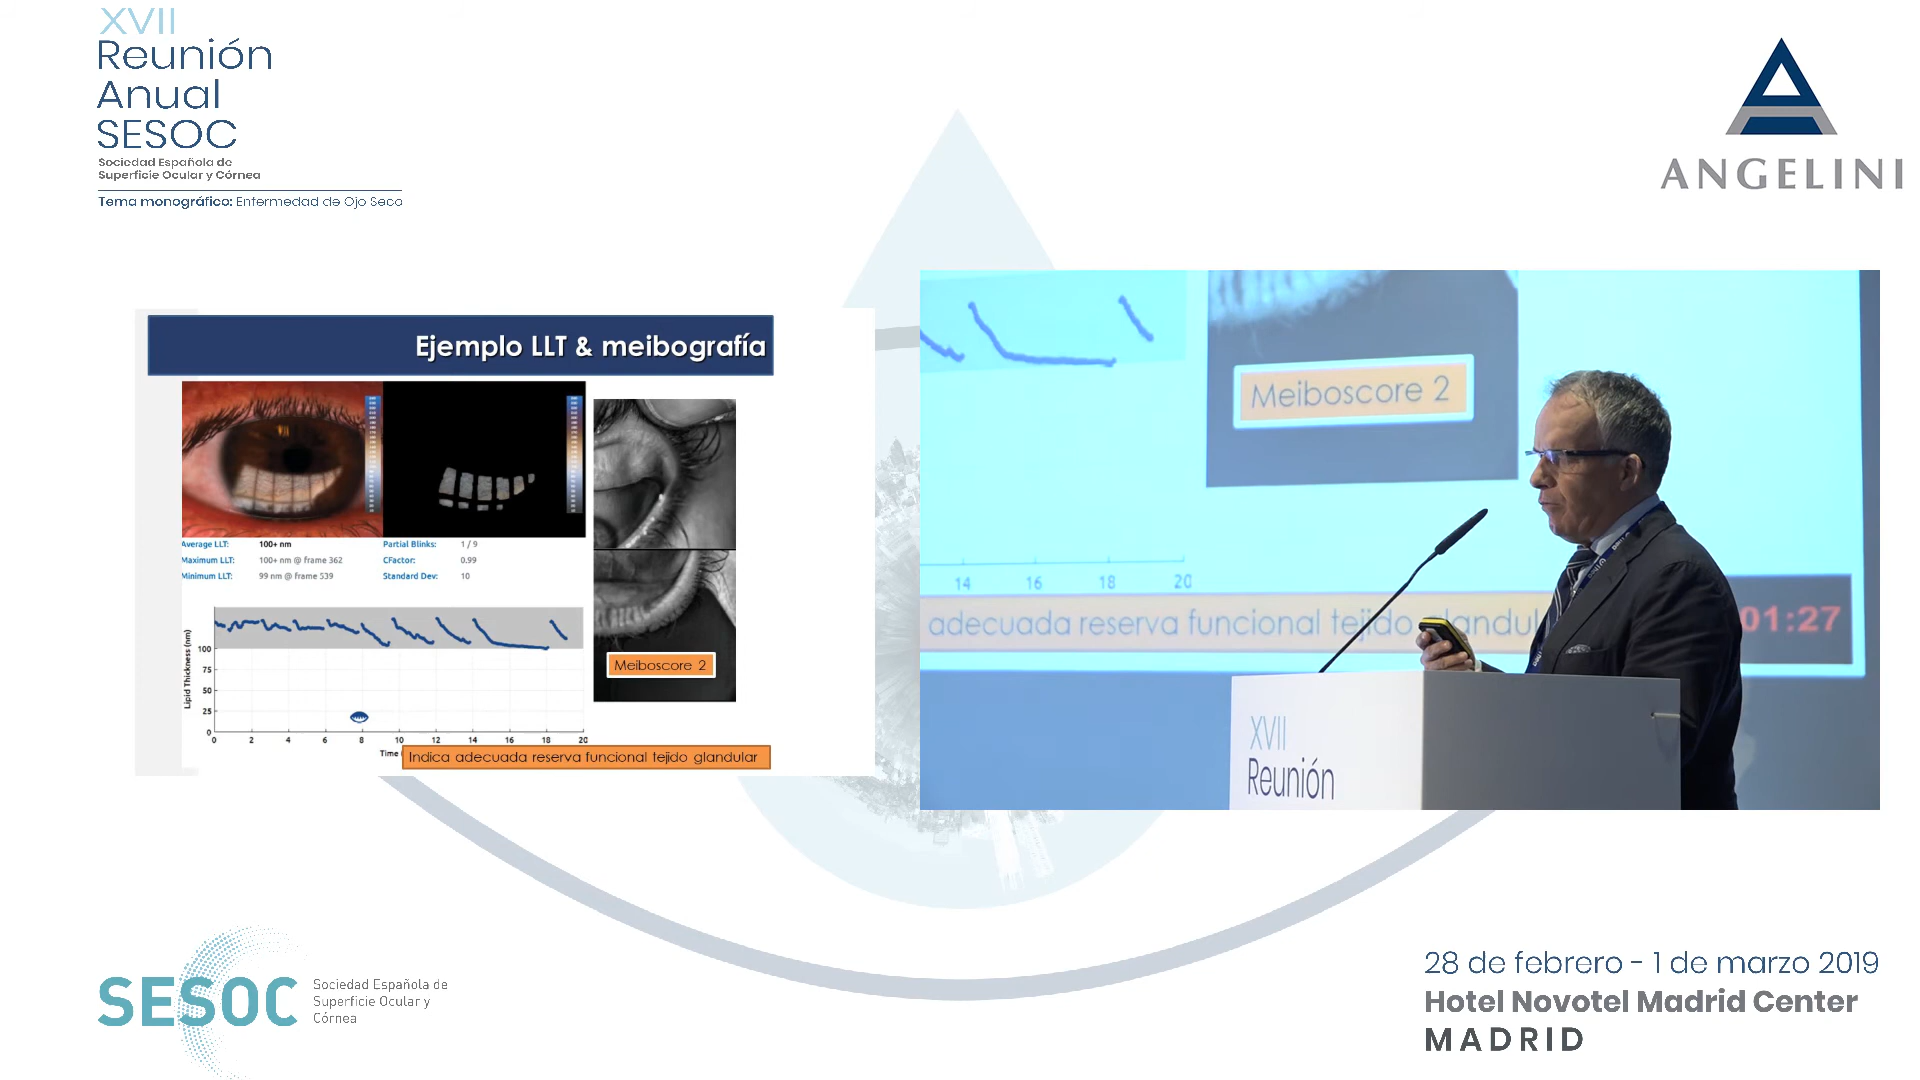 XVII
Reunión
Anual
SESOC
Sociedad Española de
Superficie Ocular y Córnea
Tema monográfico: Enfermedad de Ojo Seco
ANGELINI
Ejemplo LLT & meibografía
Average LLT: 100+ nm
Maximum LLT: 100+ nm @ frame 362
Minimum LLT: 99 nm @ frame 539
Partial Blinks: 1 / 9
CFactor: 0.99
Standard Dev: 10
Lipid Thickness (nm)
100
75
50
25
0
0 2 4 6 8 10 12 14 16 18 20
Time
Meiboscore 2
Indica adecuada reserva funcional tejido glandular
Meiboscore 2
14 16 18 20
adecuada reserva funcional tejido glandul
01:27
XVII
Reunión
SESOC
Sociedad Española de
Superficie Ocular y
Córnea
28 de febrero - 1 de marzo 2019
Hotel Novotel Madrid Center
MADRID